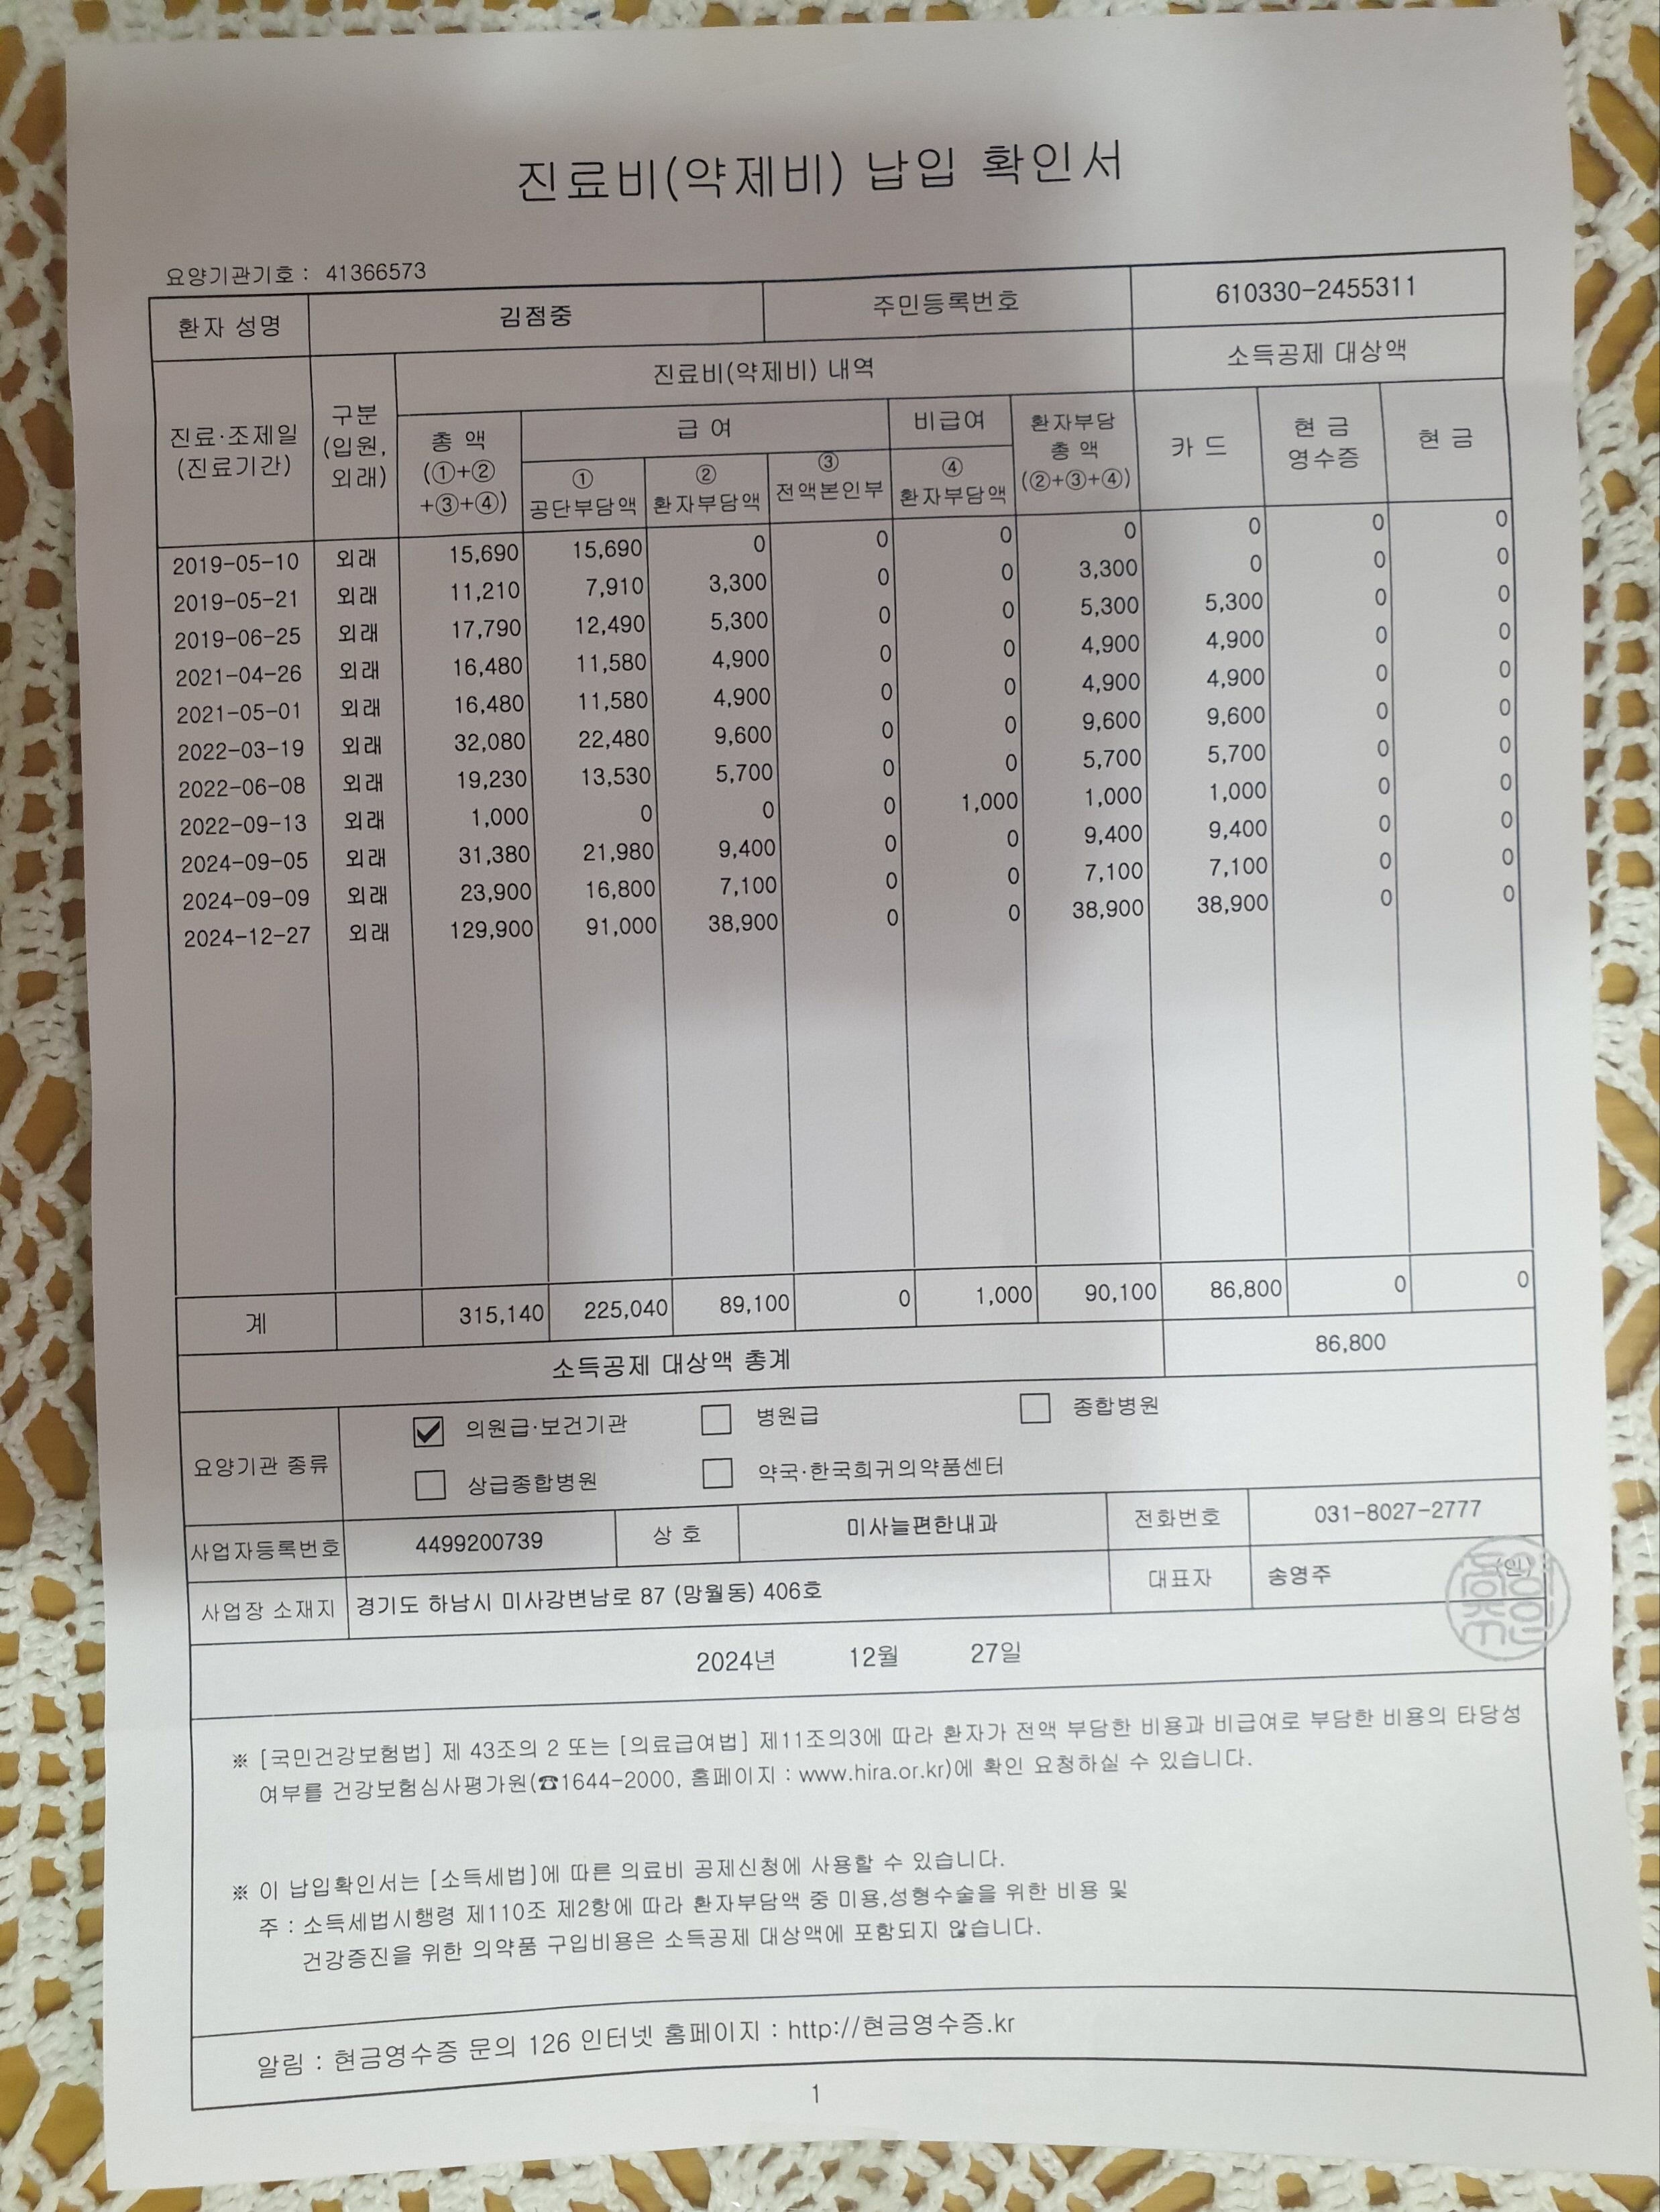 진료비(약제비) 납입 확인서
요양기관기호 : 41366573
환자 성명 김점중 주민등록번호 610330-2455311
진료·조제일 (진료기간) 구분 (입원, 외래) 진료비(약제비) 내역 소득공제 대상액
총 액 (①+② +③+④) 급 여 비급여 환자부담 총 액 (②+③+④) 카 드 현 금 영수증 현 금
① 공단부담액 ② 환자부담액 ③ 전액본인부 ④ 환자부담액
2019-05-10 외래 15,690 15,690 0 0 0 0 0 0 0
2019-05-21 외래 11,210 7,910 3,300 0 0 3,300 0 0 0
2019-06-25 외래 17,790 12,490 5,300 0 0 5,300 5,300 0 0
2021-04-26 외래 16,480 11,580 4,900 0 0 4,900 4,900 0 0
2021-05-01 외래 16,480 11,580 4,900 0 0 4,900 4,900 0 0
2022-03-19 외래 32,080 22,480 9,600 0 0 9,600 9,600 0 0
2022-06-08 외래 19,230 13,530 5,700 0 0 5,700 5,700 0 0
2022-09-13 외래 1,000 0 0 0 1,000 1,000 1,000 0 0
2024-09-05 외래 31,380 21,980 9,400 0 0 9,400 9,400 0 0
2024-09-09 외래 23,900 16,800 7,100 0 0 7,100 7,100 0 0
2024-12-27 외래 129,900 91,000 38,900 0 0 38,900 38,900 0 0
계 315,140 225,040 89,100 0 1,000 90,100 86,800 0 0
소득공제 대상액 총계 86,800
요양기관 종류 의원급·보건기관 병원급 종합병원
상급종합병원 약국·한국희귀의약품센터
사업자등록번호 4499200739 상 호 미사늘편한내과 전화번호 031-8027-2777
사업장 소재지 경기도 하남시 미사강변남로 87 (망월동) 406호 대표자 송영주 (인)
2024년 12월 27일
※ [국민건강보험법] 제 43조의 2 또는 [의료급여법] 제11조의3에 따라 환자가 전액 부담한 비용과 비급여로 부담한 비용의 타당성
여부를 건강보험심사평가원(☎1644-2000, 홈페이지 : www.hira.or.kr)에 확인 요청하실 수 있습니다.
※ 이 납입확인서는 [소득세법]에 따른 의료비 공제신청에 사용할 수 있습니다.
주 : 소득세법시행령 제110조 제2항에 따라 환자부담액 중 미용,성형수술을 위한 비용 및
건강증진을 위한 의약품 구입비용은 소득공제 대상액에 포함되지 않습니다.
알림 : 현금영수증 문의 126 인터넷 홈페이지 : http://현금영수증.kr
1